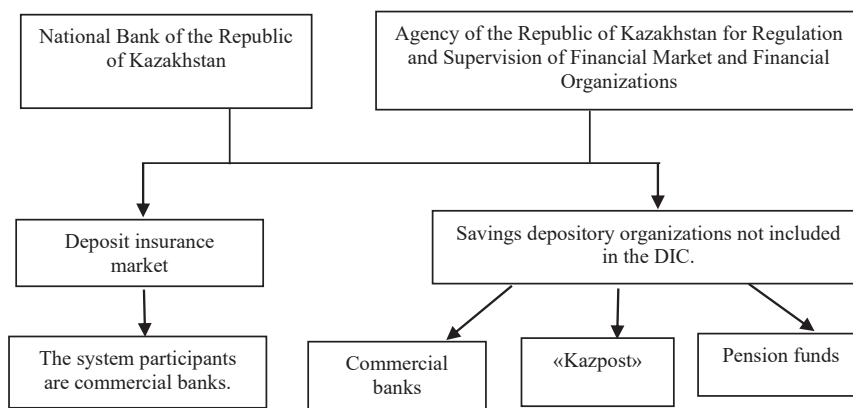 National Bank of the Republic
of Kazakhstan
Agency of the Republic of Kazakhstan for Regulation
and Supervision of Financial Market and Financial
Organizations
Deposit insurance
market
Savings depository organizations not included
in the DIC.
The system participants
are commercial banks.
Commercial
banks
«Kazpost»
Pension funds